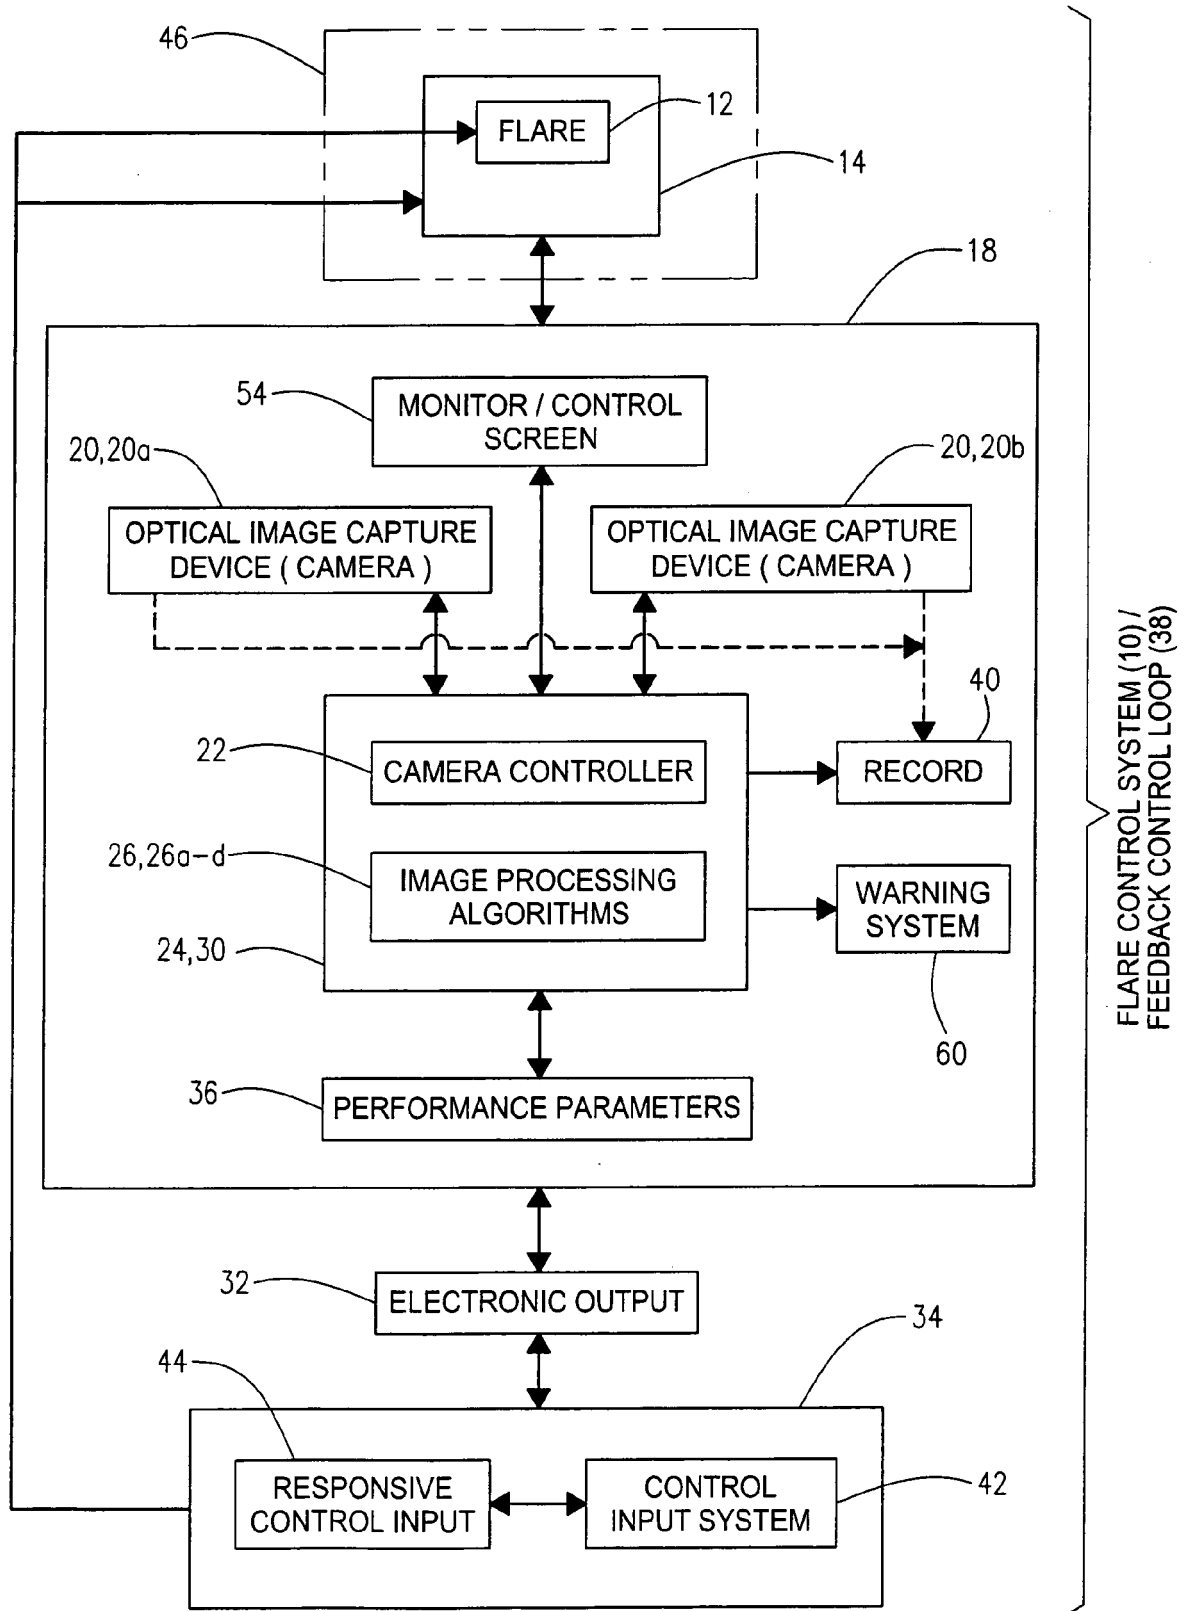 46
FLARE
12
14
18
54
MONITOR / CONTROL
SCREEN
20,20a
20,20b
OPTICAL IMAGE CAPTURE
DEVICE ( CAMERA )
OPTICAL IMAGE CAPTURE
DEVICE ( CAMERA )
22
CAMERA CONTROLLER
40
RECORD
26,26a-d
IMAGE PROCESSING
ALGORITHMS
WARNING
SYSTEM
24,30
60
36
PERFORMANCE PARAMETERS
32
ELECTRONIC OUTPUT
34
44
RESPONSIVE
CONTROL INPUT
CONTROL
INPUT SYSTEM
42
FLARE CONTROL SYSTEM (10) /
FEEDBACK CONTROL LOOP (38)